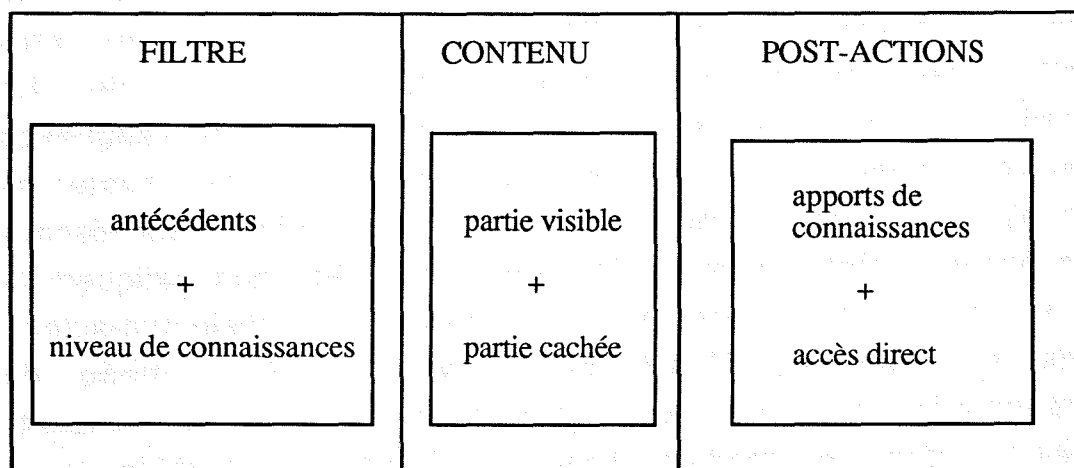 FILTRE
antécédents
+
niveau de connaissances
CONTENU
partie visible
+
partie cachée
POST-ACTIONS
apports de
connaissances
+
accès direct